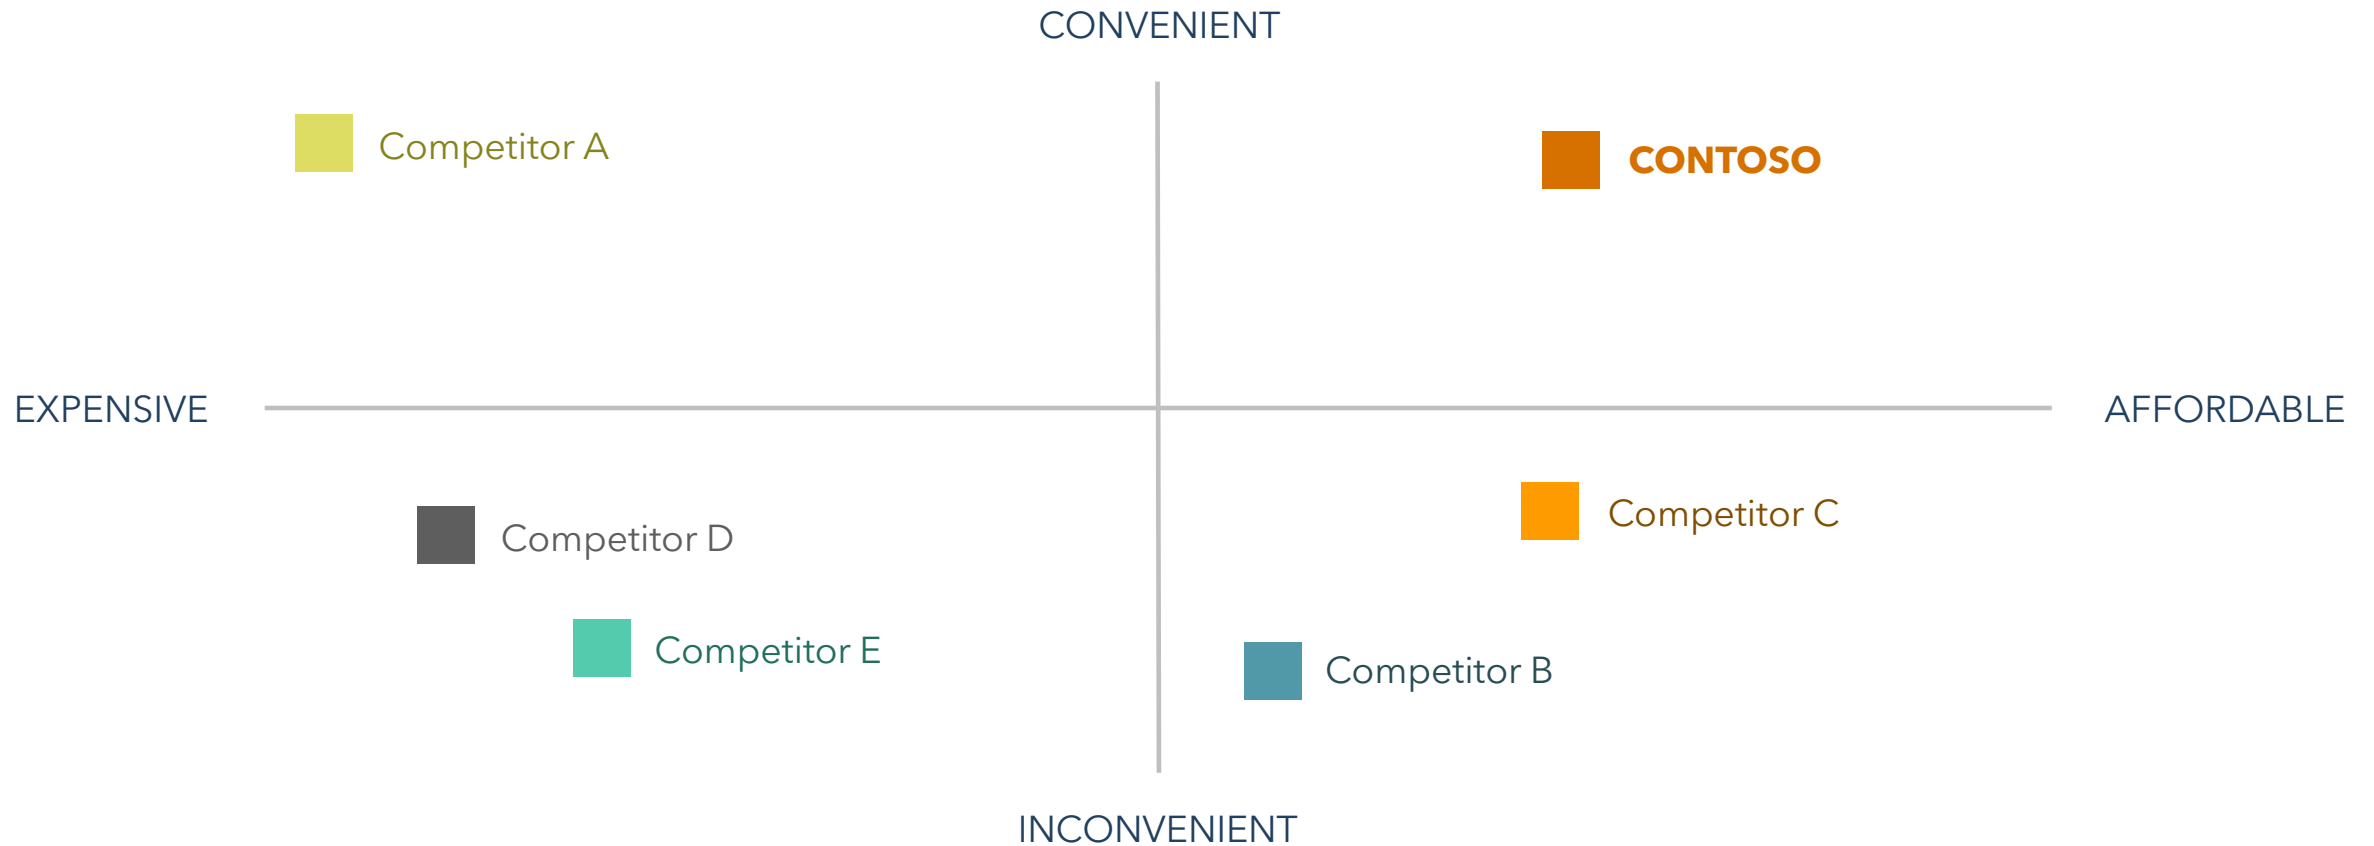 CONVENIENT
Competitor A
CONTOSO
EXPENSIVE
AFFORDABLE
Competitor C
Competitor D
Competitor E
Competitor B
INCONVENIENT